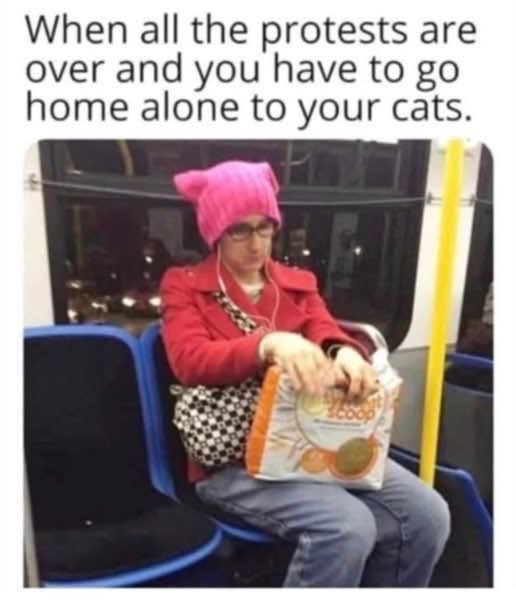 When all the protests are
over and you have to go
home alone to your cats.
scoop